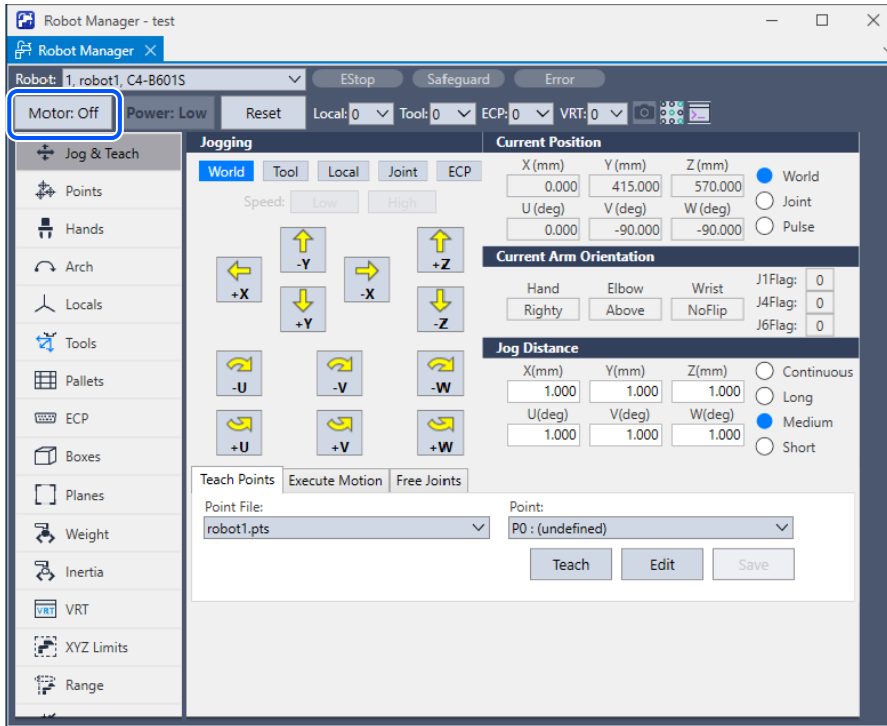 Robot Manager - test
Robot Manager
Robot: 1, robot1, C4-B601S EStop Safeguard Error
Motor: Off Power: Low Reset Local: 0 Tool: 0 ECP: 0 VRT: 0
Jog & Teach
Points
Hands
Arch
Locals
Tools
Pallets
ECP
Boxes
Planes
Weight
Inertia
VRT VRT
XYZ Limits
Range
Jogging
World Tool Local Joint ECP
Speed: Low High
-Y +Z
+X -X
+Y -Z
-U -V -W
+U +V +W
Current Position
X (mm) Y (mm) Z (mm)
0.000 415.000 570.000
U (deg) V (deg) W (deg)
0.000 -90.000 -90.000
World
Joint
Pulse
Current Arm Orientation
Hand Elbow Wrist
Righty Above NoFlip
J1Flag: 0
J4Flag: 0
J6Flag: 0
Jog Distance
X(mm) Y(mm) Z(mm)
1.000 1.000 1.000
U(deg) V(deg) W(deg)
1.000 1.000 1.000
Continuous
Long
Medium
Short
Teach Points Execute Motion Free Joints
Point File: Point:
robot1.pts P0 : (undefined)
Teach Edit Save